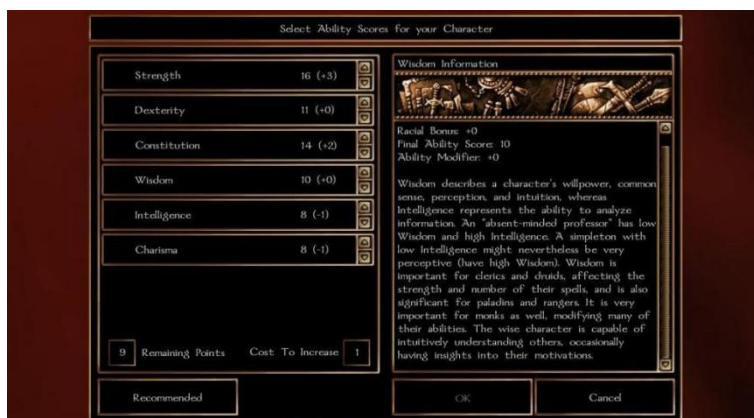 Select Ability Scores for your Character
Strength 16 (+3)
Dexterity 11 (+0)
Constitution 14 (+2)
Wisdom 10 (+0)
Intelligence 8 (-1)
Charisma 8 (-1)
9 Remaining Points Cost To Increase 1
Recommended
Wisdom Information
Racial Bonus: +0
Final Ability Score: 10
Ability Modifier: +0
Wisdom describes a character's willpower, common
sense, perception, and intuition, whereas
Intelligence represents the ability to analyze
information. An "absent-minded professor" has low
Wisdom and high Intelligence. A simpleton with
low Intelligence might nevertheless be very
perceptive (have high Wisdom). Wisdom is
important for clerics and druids, affecting the
strength and number of their spells, and is also
significant for paladins and rangers. It is very
important for monks as well, modifying many of
their abilities. The wise character is capable of
intuitively understanding others, occasionally
having insights into their motivations.
OK
Cancel